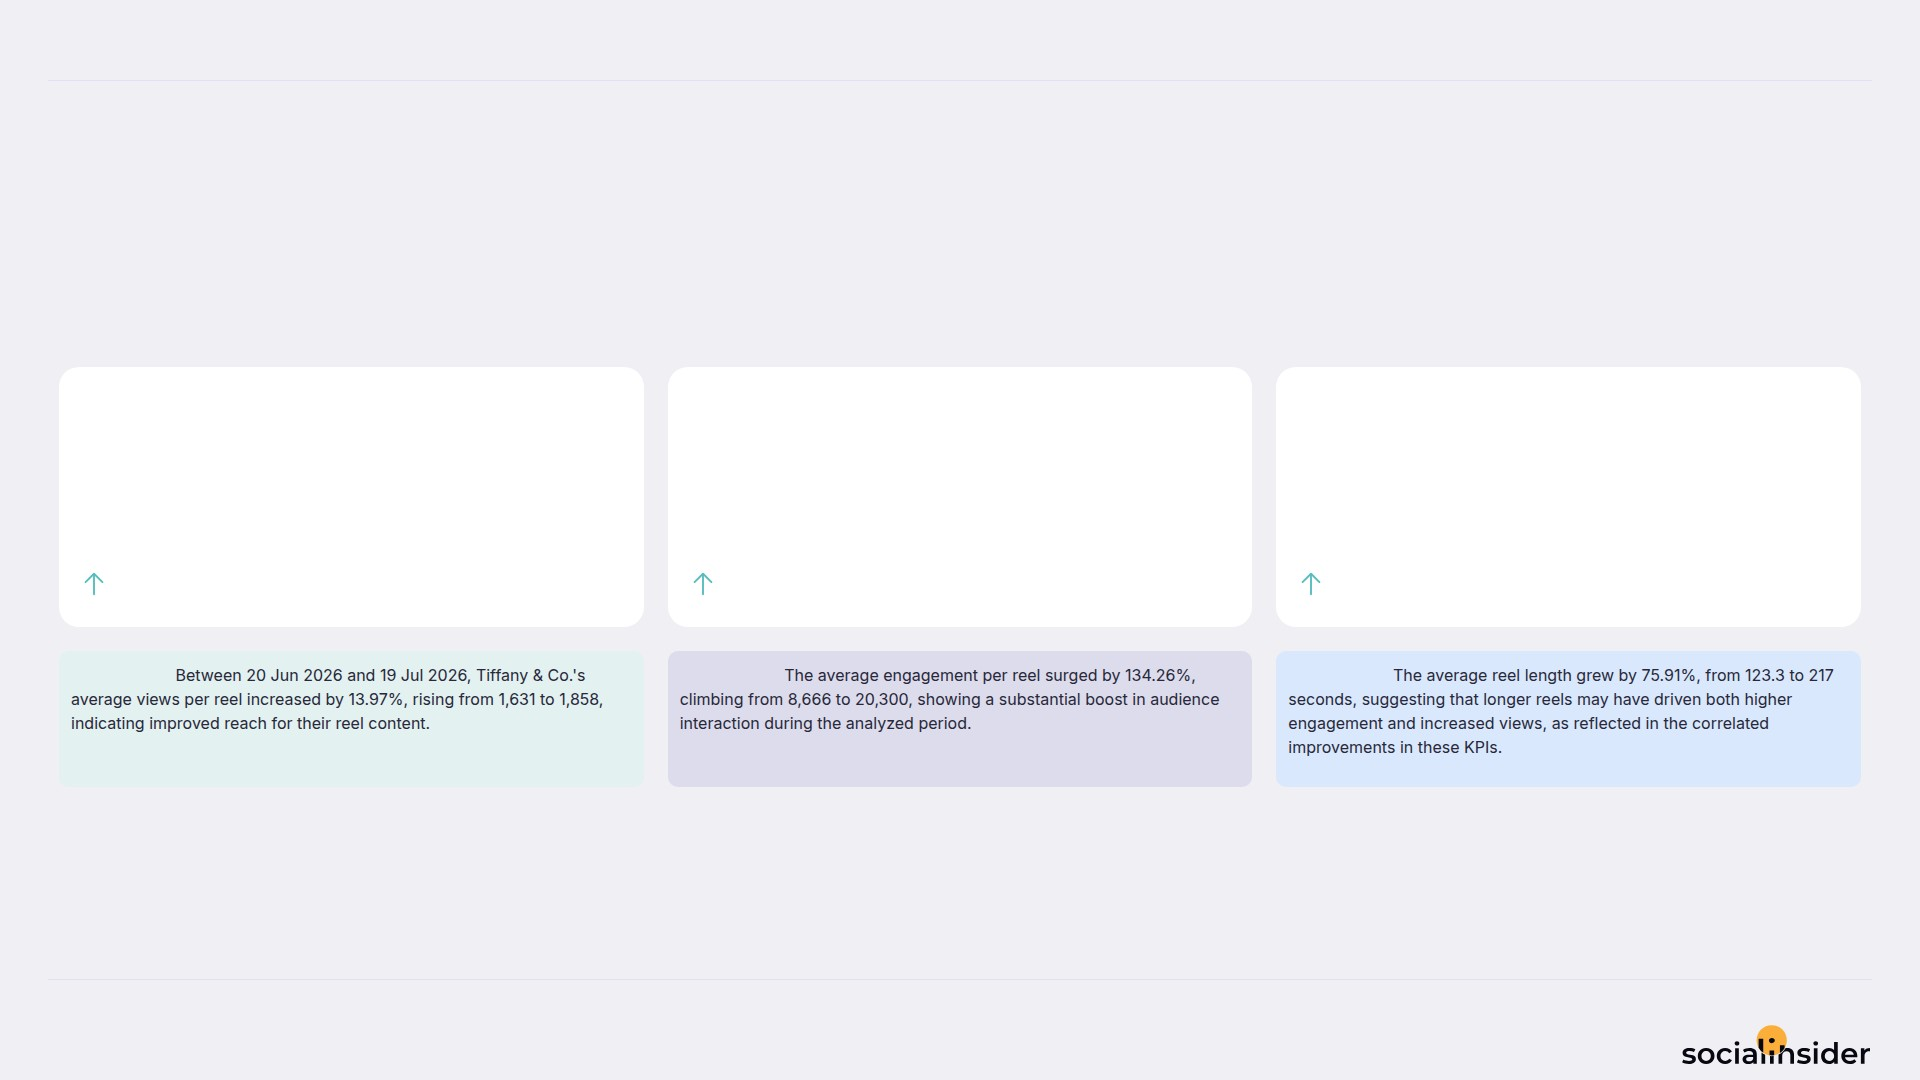 Between 20 Jun 2026 and 19 Jul 2026, Tiffany & Co.'s
average views per reel increased by 13.97%, rising from 1,631 to 1,858,
indicating improved reach for their reel content.
The average engagement per reel surged by 134.26%,
climbing from 8,666 to 20,300, showing a substantial boost in audience
interaction during the analyzed period.
The average reel length grew by 75.91%, from 123.3 to 217
seconds, suggesting that longer reels may have driven both higher
engagement and increased views, as reflected in the correlated
improvements in these KPIs.
socialinsider